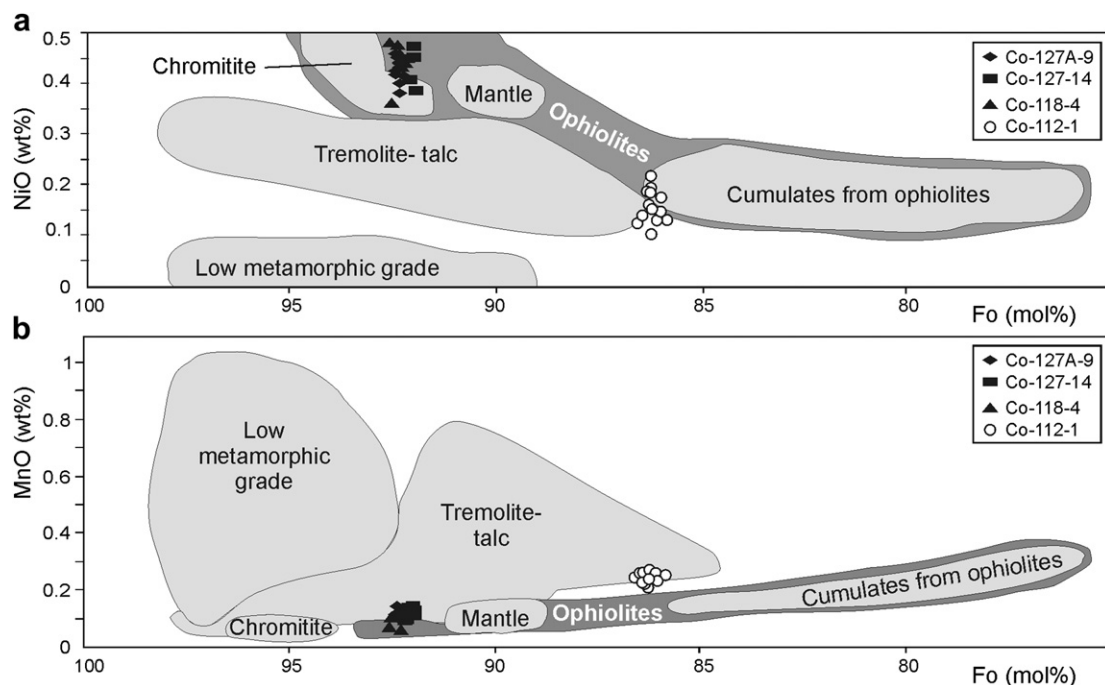 a
0.5
0.4
0.3
0.2
0.1
0
NiO (wt%)
Chromitite
Mantle
Ophiolites
Tremolite- talc
Cumulates from ophiolites
Low metamorphic grade
Co-127A-9
Co-127-14
Co-118-4
Co-112-1
100
95
90
85
80
Fo (mol%)
b
1
0.8
0.6
0.4
0.2
0
MnO (wt%)
Low
metamorphic
grade
Tremolite-
talc
Chromitite
Mantle
Ophiolites
Cumulates from ophiolites
Co-127A-9
Co-127-14
Co-118-4
Co-112-1
100
95
90
85
80
Fo (mol%)